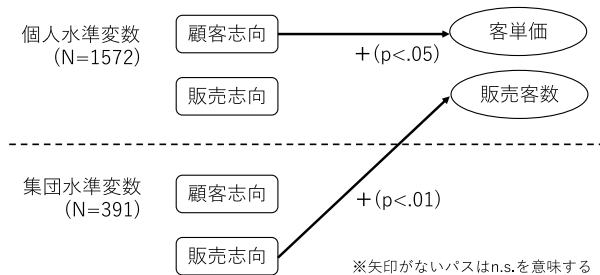 個人水準変数
(N=1572)
顧客志向
客単価
+(p<.05)
販売志向
販売客数
集団水準変数
(N=391)
顧客志向
+(p<.01)
販売志向
※矢印がないパスはn.s.を意味する